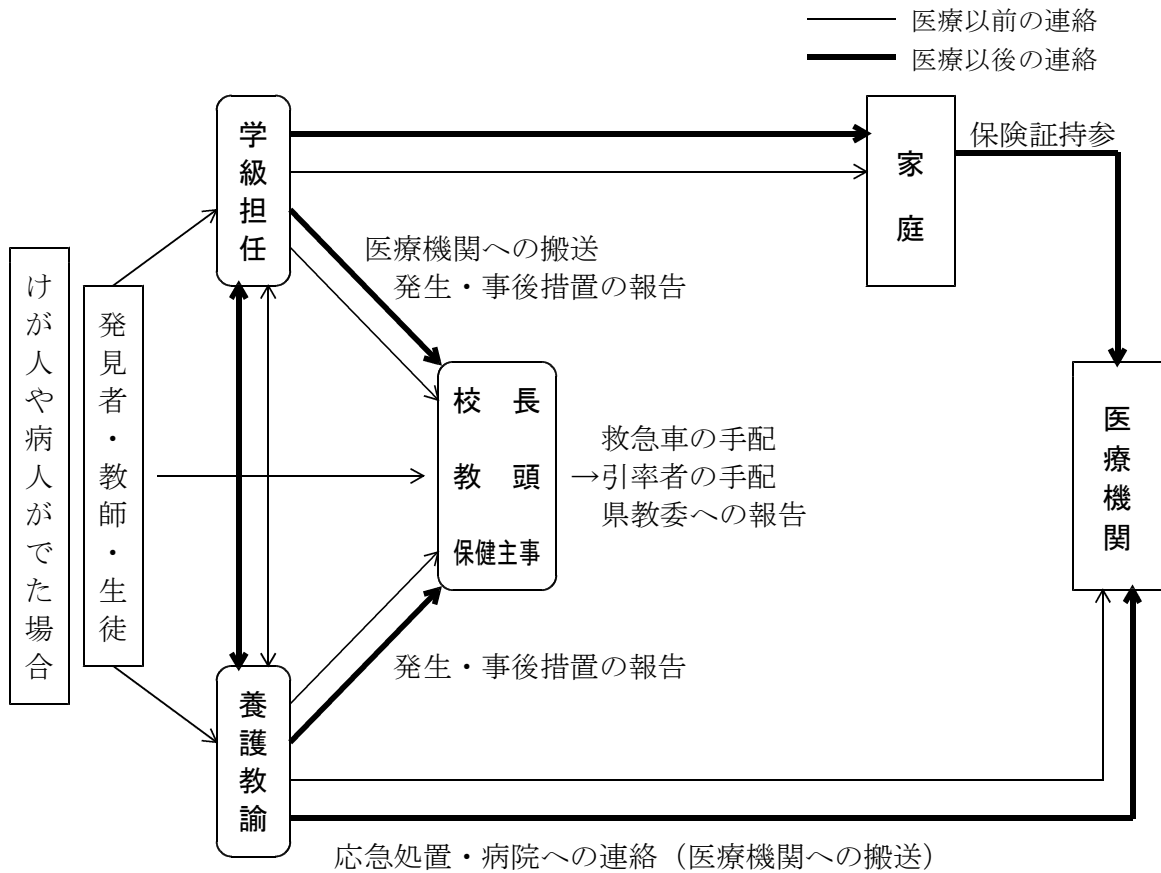 医療以前の連絡
医療以後の連絡
学級担任
家庭
保険証持参
医療機関への搬送
発生・事後措置の報告
けが人や病人がでた場合
発見者・教師・生徒
校長
教頭
保健主事
救急車の手配
→引率者の手配
県教委への報告
医療機関
発生・事後措置の報告
養護教諭
応急処置・病院への連絡（医療機関への搬送）